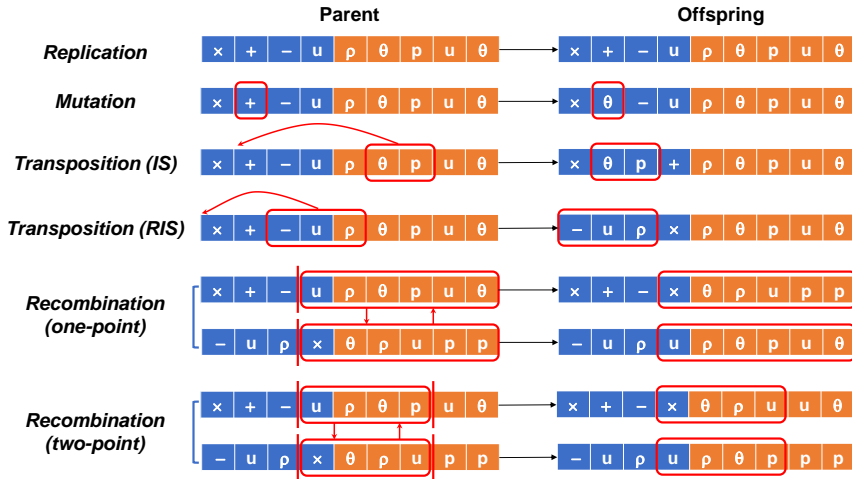 Parent Offspring
Replication × + − u ρ θ p u θ × + − u ρ θ p u θ
Mutation × + − u ρ θ p u θ × θ − u ρ θ p u θ
Transposition (IS) × + − u ρ θ p u θ × θ p + ρ θ p u θ
Transposition (RIS) × + − u ρ θ p u θ − u ρ × ρ θ p u θ
Recombination
(one-point)
× + − u ρ θ p u θ × + − × θ ρ u p p
− u ρ × θ ρ u p p − u ρ u ρ θ p u θ
Recombination
(two-point)
× + − u ρ θ p u θ × + − × θ ρ u u θ
− u ρ × θ ρ u p p − u ρ u ρ θ p p p